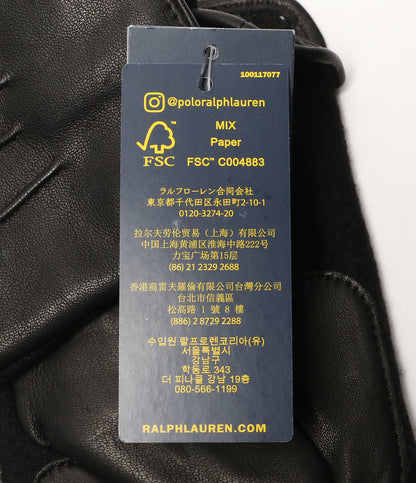 100117077
@poloralphlauren
MIX
Paper
FSC™ C004883
FSC
ラルフローレン合同会社
東京都千代田区永田町2-10-1
0120-3274-20
拉尔夫劳伦贸易（上海）有限公司
中国上海黄浦区淮海中路222号
力宝广场第15层
(86) 21 2329 2688
香港商雷夫羅倫有限公司台灣分公司
台北市信義區
松高路 1 號 8 樓
(886) 2 8729 2288
수입원 랄프로렌코리아(유)
서울특별시
강남구
학동로 343
더 피나클 강남 19층
080-566-1199
RALPHLAUREN.COM